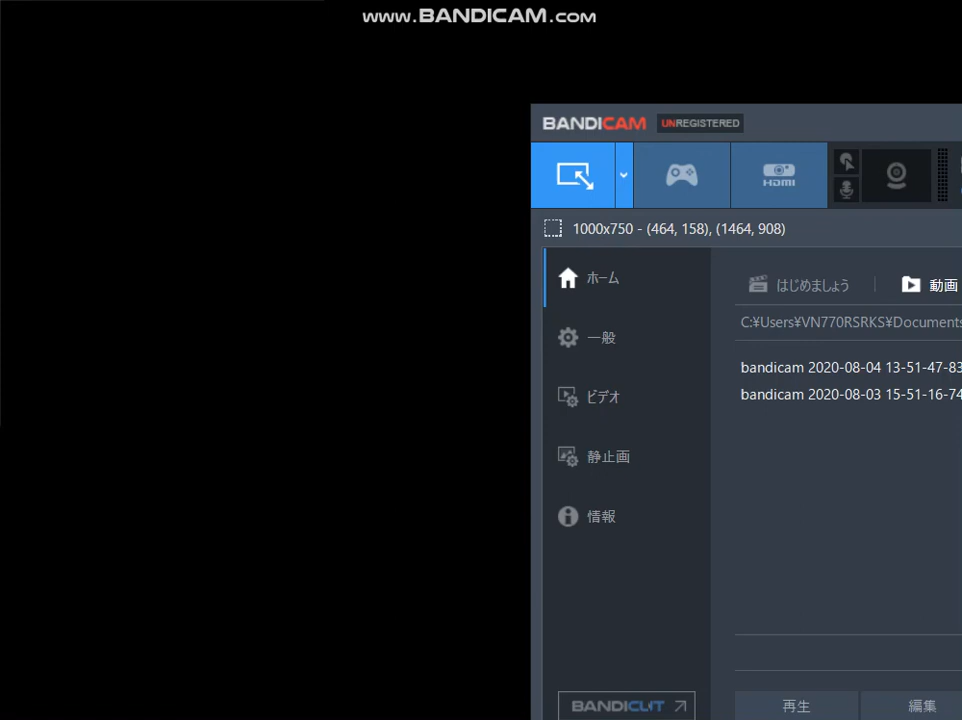 www.BANDICAM.com
BANDICAM UNREGISTERED
HDMI
1000x750 - (464, 158), (1464, 908)
ホーム
はじめましょう
動画
C:¥Users¥VN770RSRKS¥Documents
一般
bandicam 2020-08-04 13-51-47-83
bandicam 2020-08-03 15-51-16-74
ビデオ
静止画
情報
BANDICUT
再生
編集